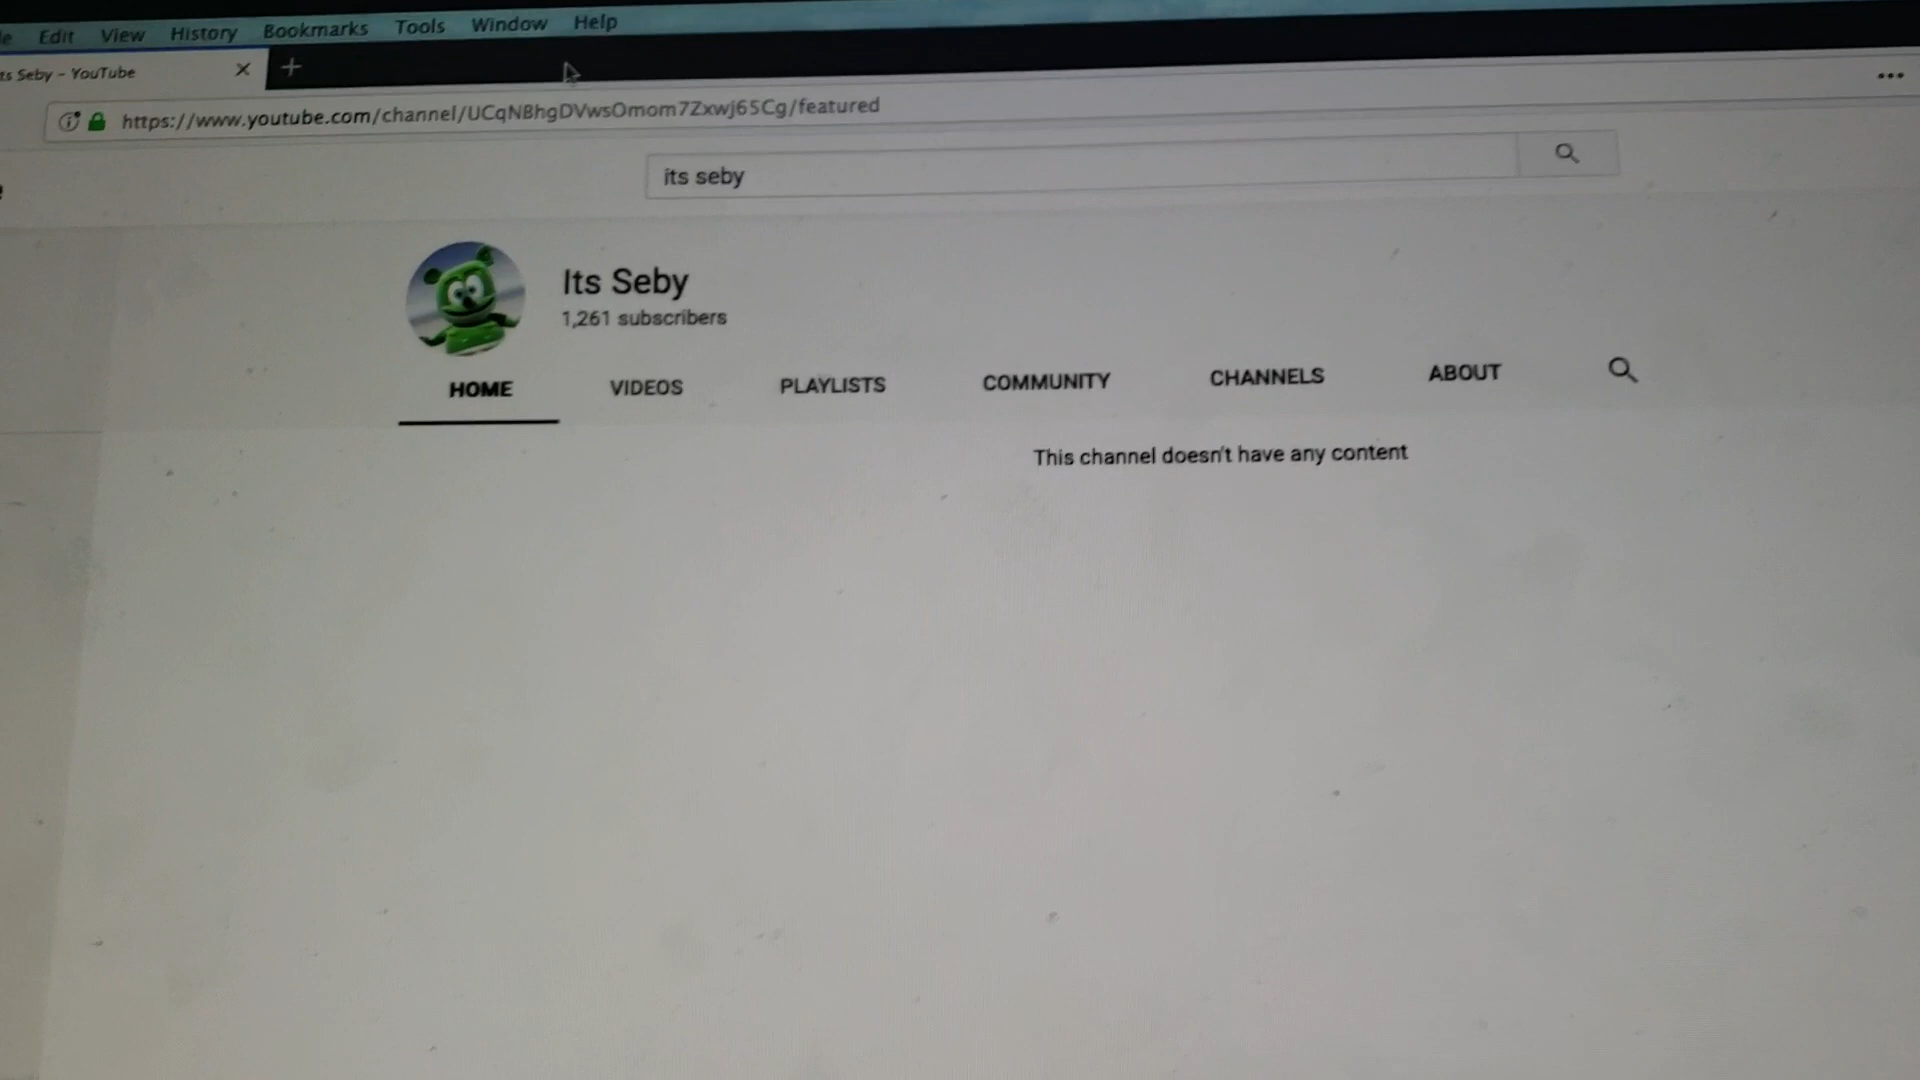 Edit View History Bookmarks Tools Window Help
ts Seby - YouTube
https://www.youtube.com/channel/UCqNBhgDVwsOmom7Zxwj65Cg/featured
its seby
Its Seby
1,261 subscribers
HOME VIDEOS PLAYLISTS COMMUNITY CHANNELS ABOUT
This channel doesn't have any content